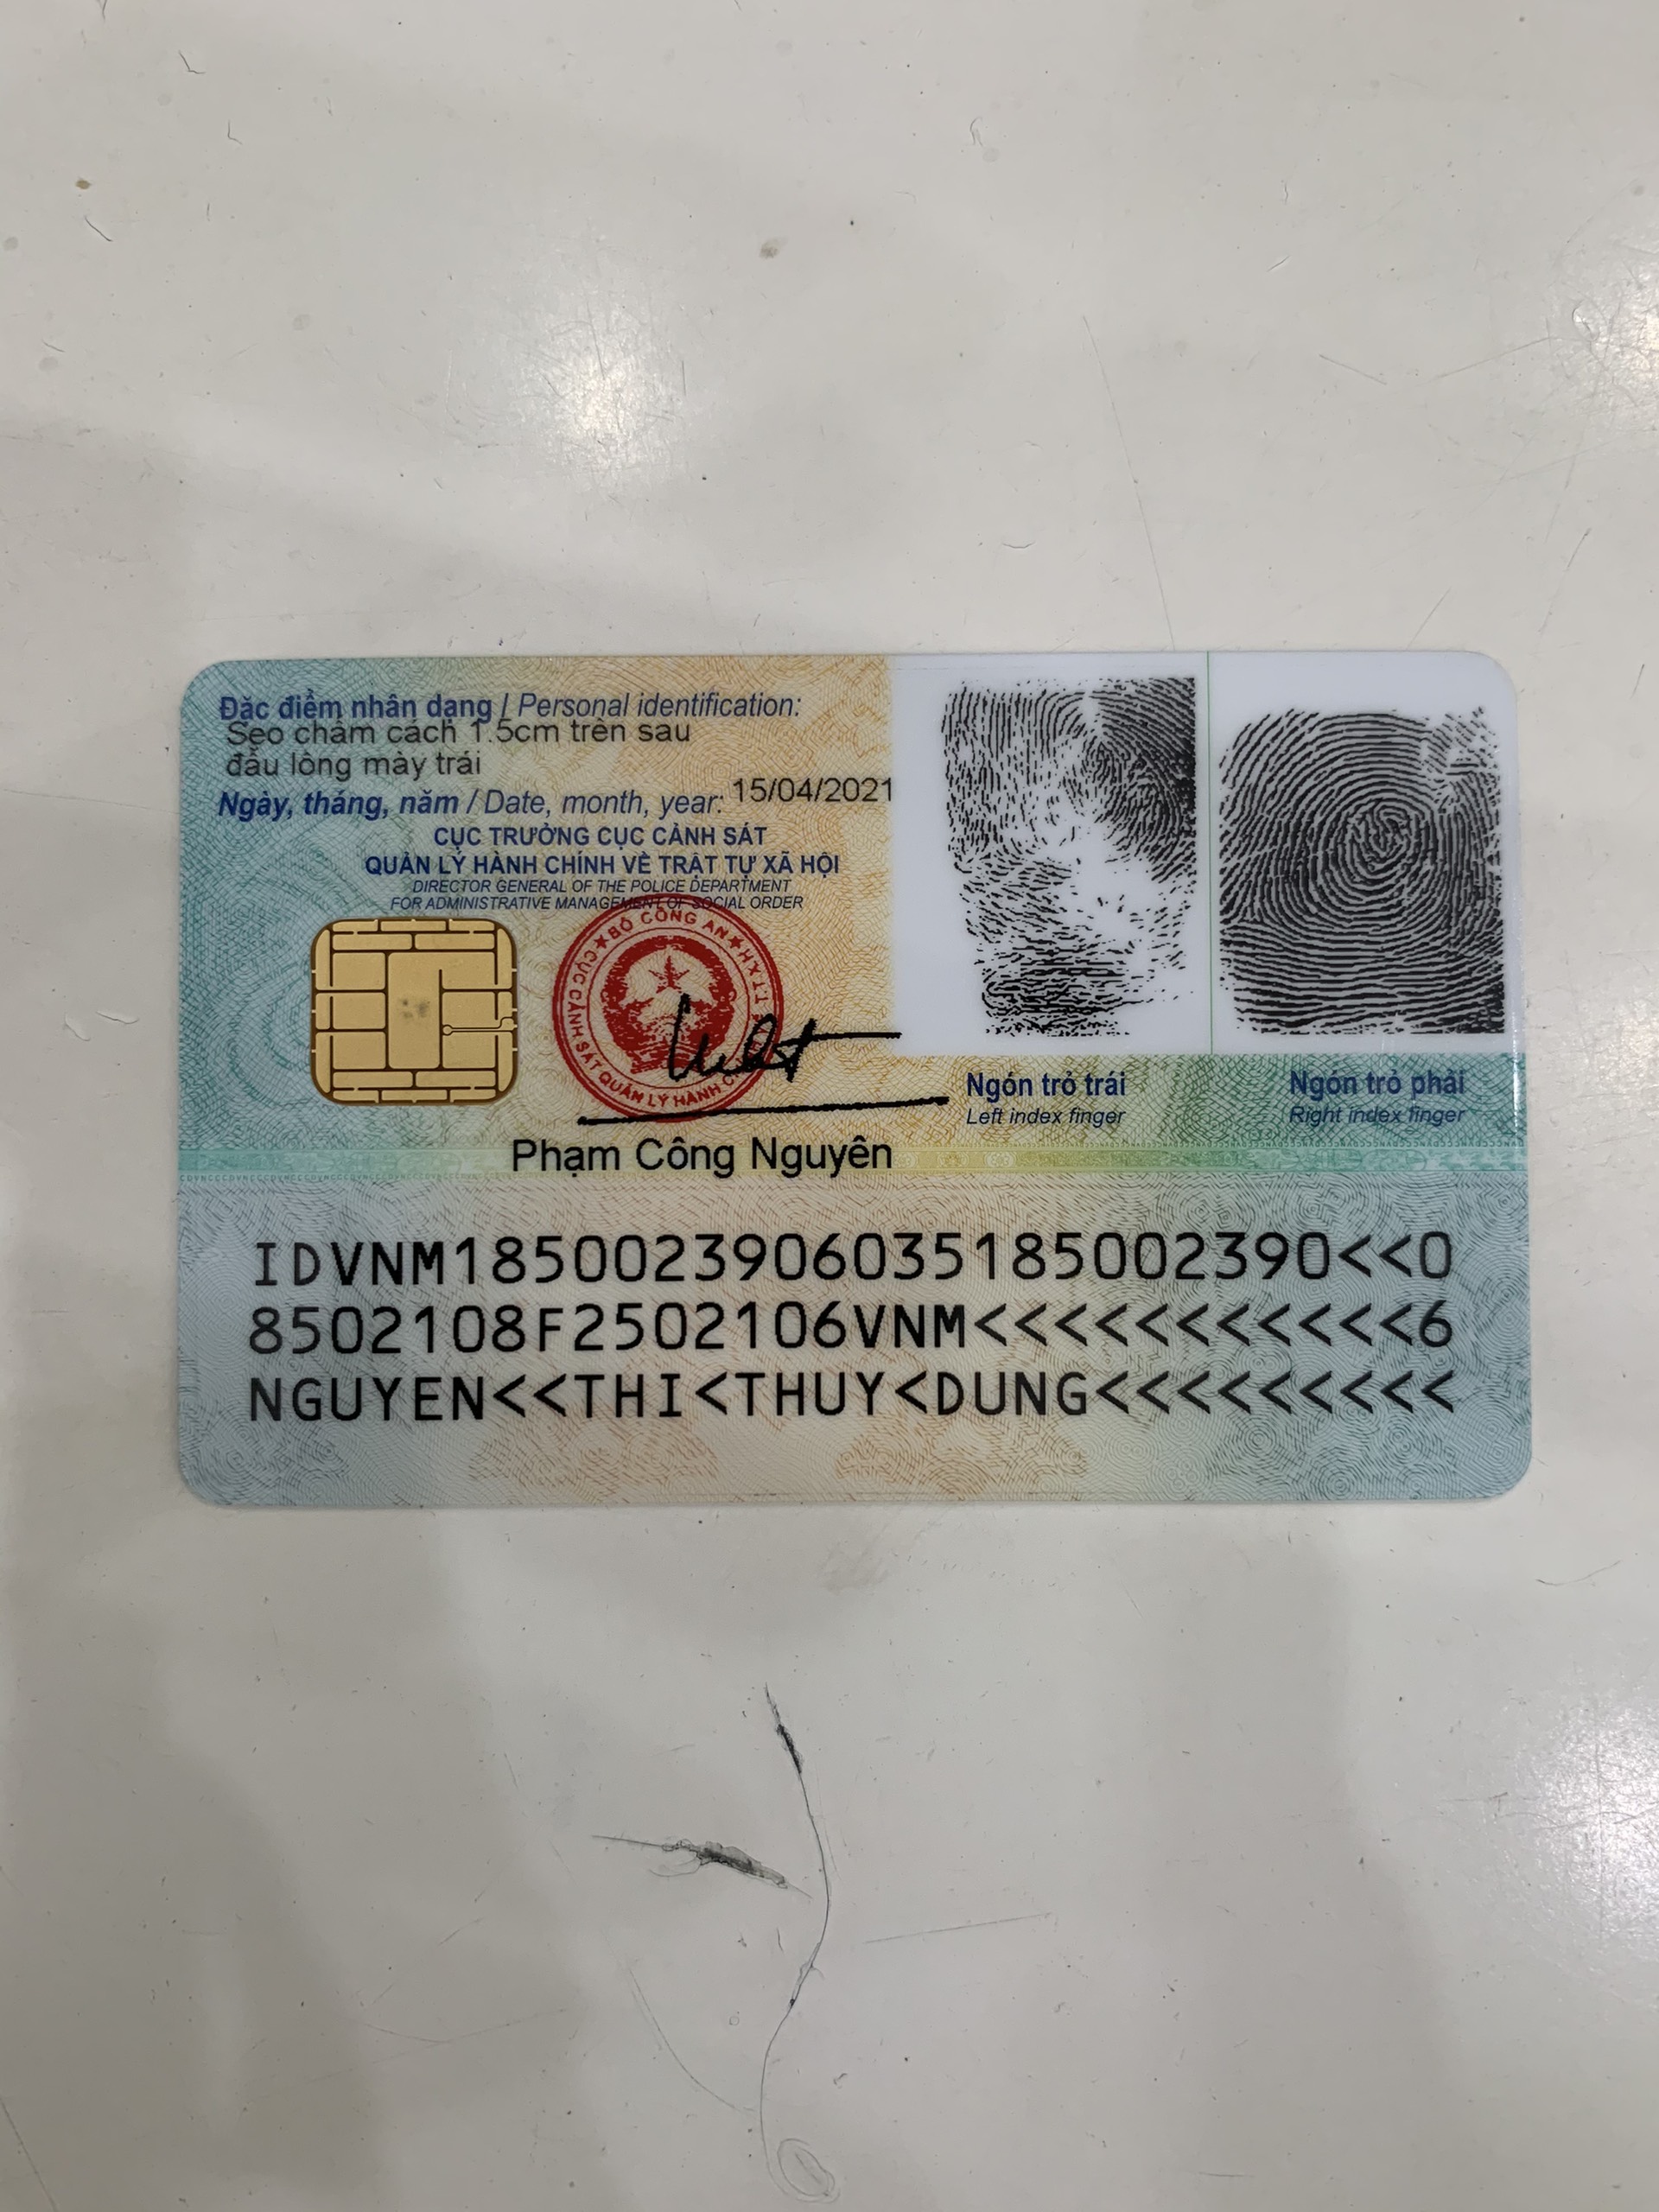 Đặc điểm nhân dạng / Personal identification:
Sẹo chấm cách 1.5cm trên sau
đầu lông mày trái
Ngày, tháng, năm / Date, month, year: 15/04/2021
CỤC TRƯỞNG CỤC CẢNH SÁT
QUẢN LÝ HÀNH CHÍNH VỀ TRẬT TỰ XÃ HỘI
DIRECTOR GENERAL OF THE POLICE DEPARTMENT
FOR ADMINISTRATIVE MANAGEMENT OF SOCIAL ORDER
BỘ CÔNG AN
CỤC CẢNH SÁT QUẢN LÝ HÀNH CHÍNH TTXH
Phạm Công Nguyên
Ngón trỏ trái
Left index finger
Ngón trỏ phải
Right index finger
IDVNM1850023906035185002390<<0
8502108F2502106VNM<<<<<<<<<<<6
NGUYEN<<THI<THUY<DUNG<<<<<<<<<